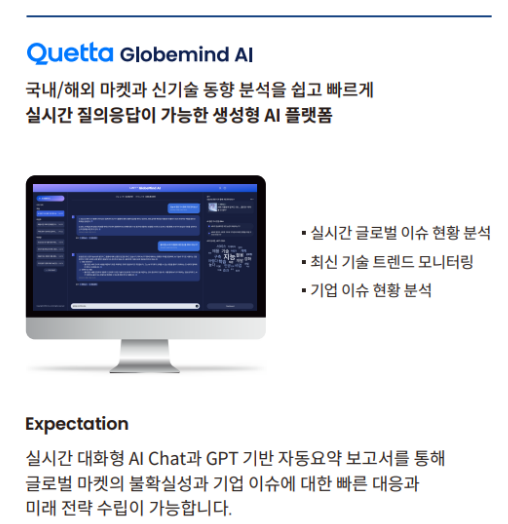 Quetta Globemind AI
국내/해외 마켓과 신기술 동향 분석을 쉽고 빠르게
실시간 질의응답이 가능한 생성형 AI 플랫폼
▪ 실시간 글로벌 이슈 현황 분석
▪ 최신 기술 트렌드 모니터링
▪ 기업 이슈 현황 분석
Expectation
실시간 대화형 AI Chat과 GPT 기반 자동요약 보고서를 통해
글로벌 마켓의 불확실성과 기업 이슈에 대한 빠른 대응과
미래 전략 수립이 가능합니다.